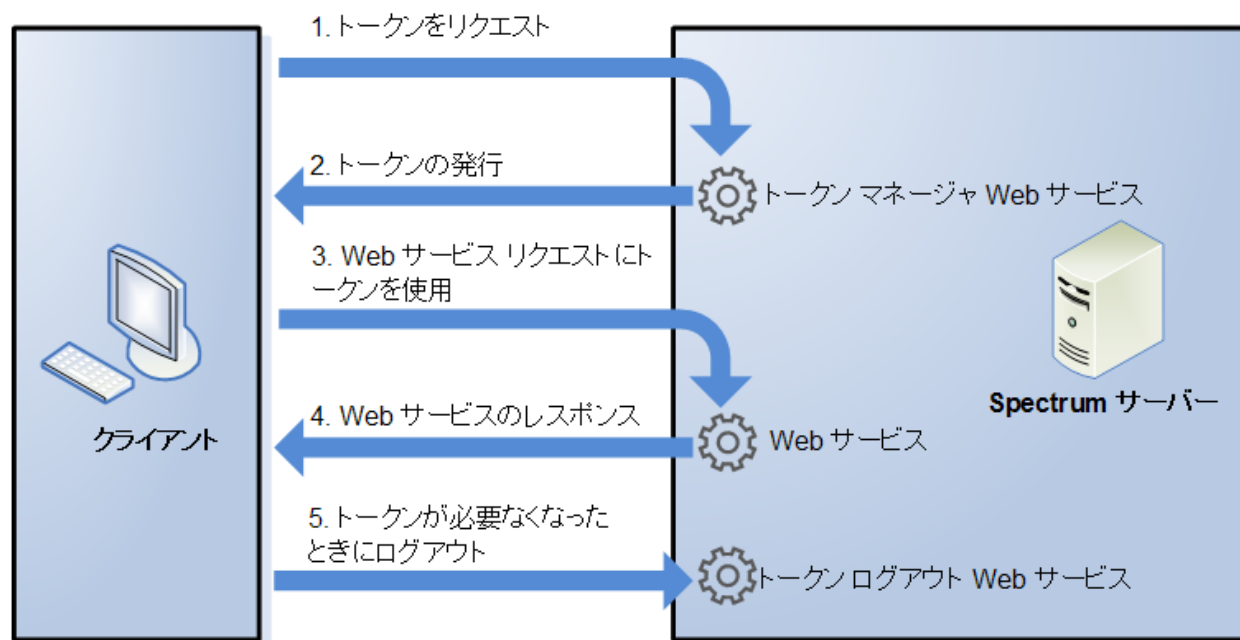 1. トークンをリクエスト
2. トークンの発行
トークン マネージャ Web サービス
3. Web サービス リクエストにト
ークンを使用
Spectrum サーバー
4. Web サービスのレスポンス
クライアント
Web サービス
5. トークンが必要なくなった
ときにログアウト
トークン ログアウト Web サービス